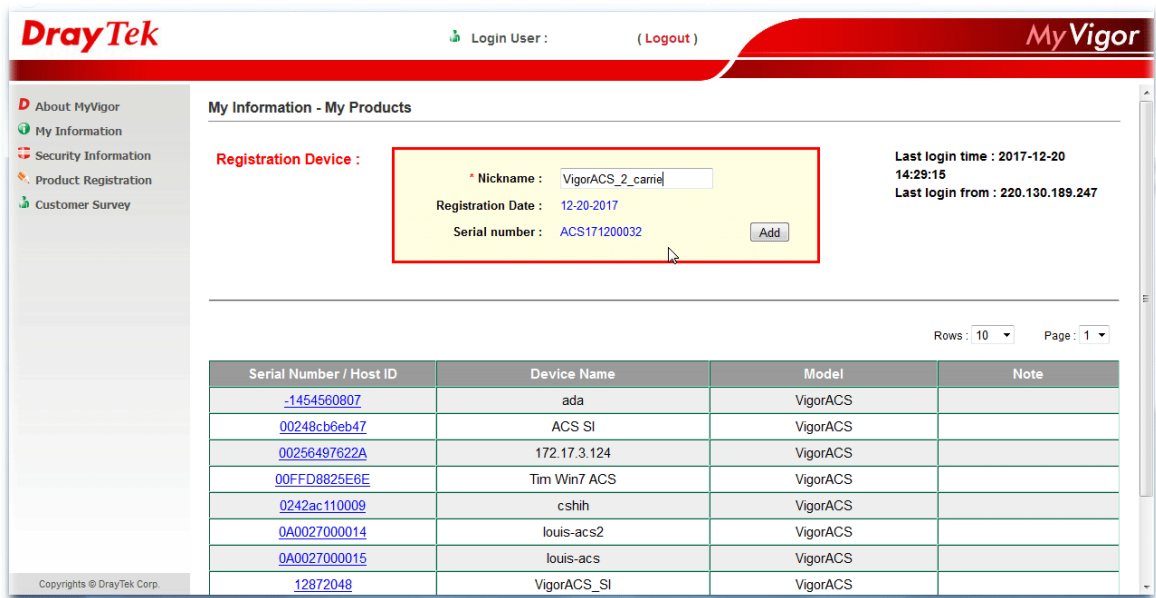 DrayTek
Login User : ( Logout )
MyVigor
About MyVigor
My Information
Security Information
Product Registration
Customer Survey
Copyrights © DrayTek Corp.
My Information - My Products
Registration Device :
* Nickname : VigorACS_2_carrie
Registration Date : 12-20-2017
Serial number : ACS171200032 Add
Last login time : 2017-12-20
14:29:15
Last login from : 220.130.189.247
Rows : 10 Page : 1
Serial Number / Host ID Device Name Model Note
-1454560807 ada VigorACS
00248cb6eb47 ACS SI VigorACS
00256497622A 172.17.3.124 VigorACS
00FFD8825E6E Tim Win7 ACS VigorACS
0242ac110009 cshih VigorACS
0A0027000014 louis-acs2 VigorACS
0A0027000015 louis-acs VigorACS
12872048 VigorACS_SI VigorACS